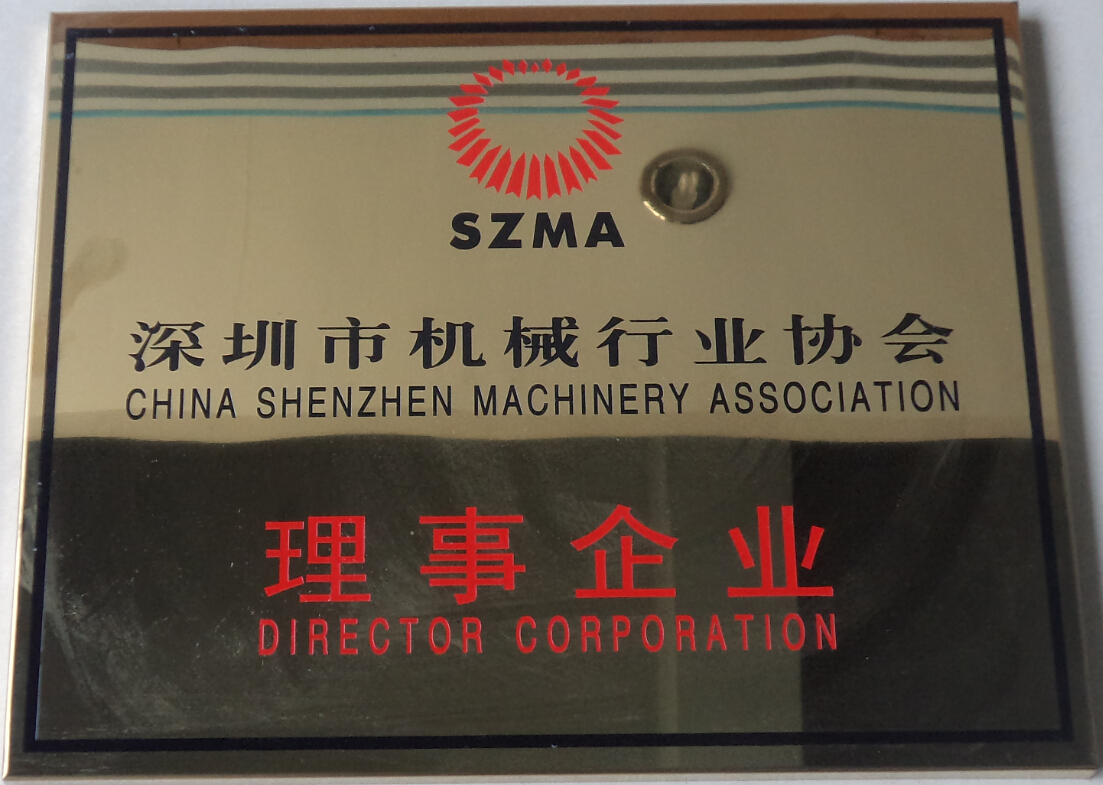 SZMA
深圳市机械行业协会
CHINA SHENZHEN MACHINERY ASSOCIATION
理事企业
DIRECTOR CORPORATION